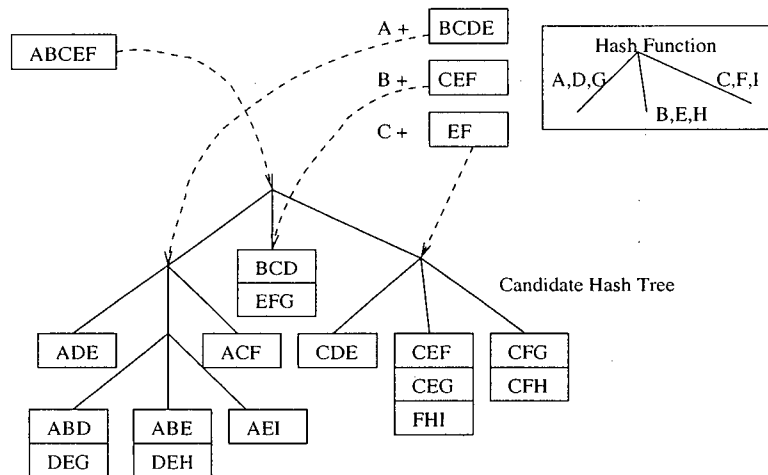 ABCEF
A + BCDE
B + CEF
C + EF
Hash Function
A,D,G
B,E,H
C,F,I
BCD
EFG
Candidate Hash Tree
ADE
ACF
CDE
CEF
CEG
FHI
CFG
CFH
ABD
DEG
ABE
DEH
AEI